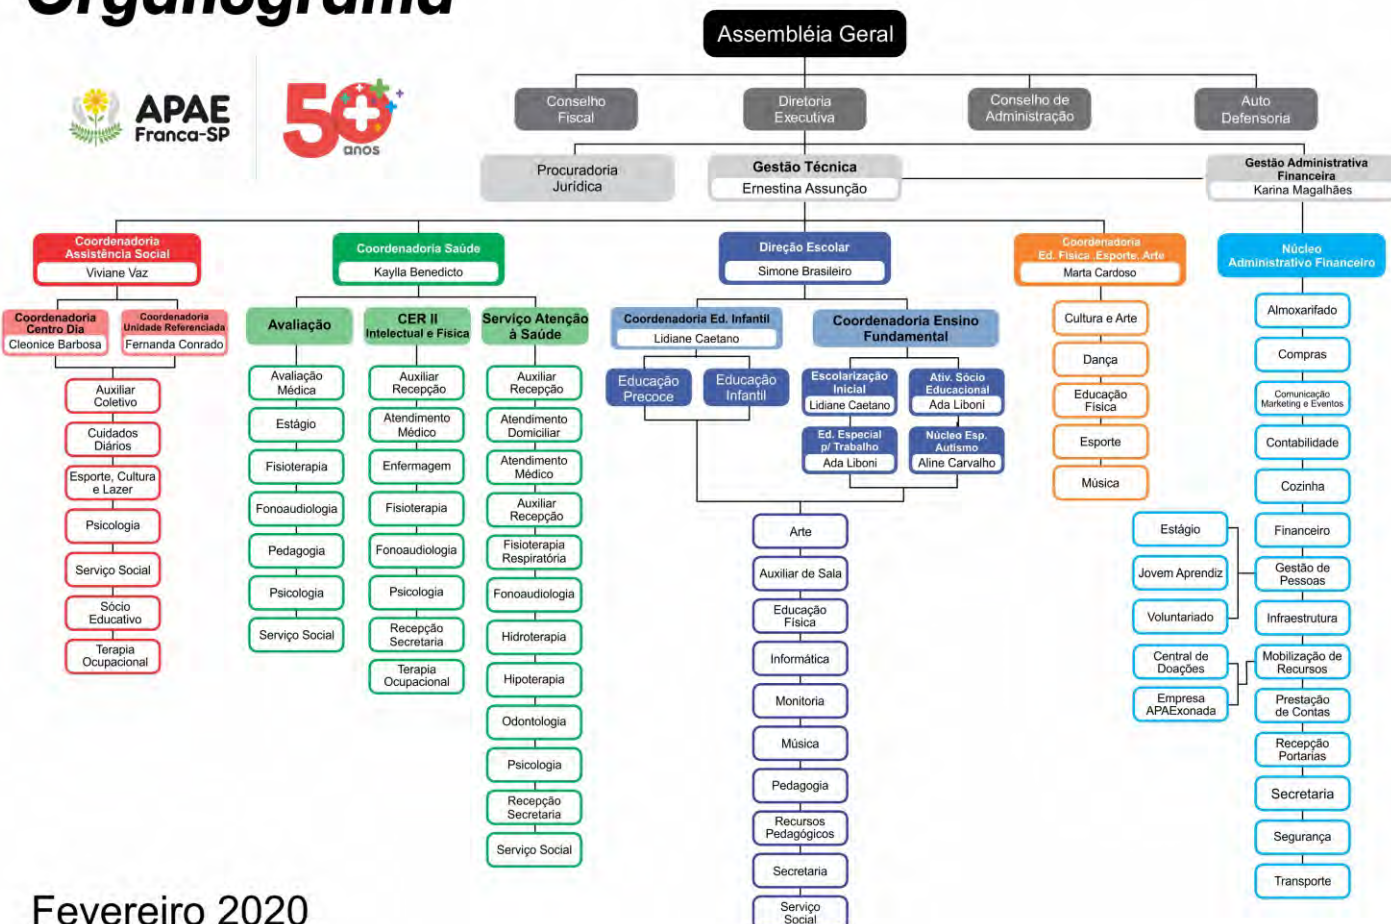 Organograma
APAE
Franca-SP
50
anos
Assembléia Geral
Conselho
Fiscal
Diretoria
Executiva
Conselho de
Administração
Auto
Defensoria
Procuradoria
Jurídica
Gestão Técnica
Ernestina Assunção
Gestão Administrativa
Financeira
Karina Magalhães
Coordenadoria
Assistência Social
Viviane Vaz
Coordenadoria Saúde
Kaylla Benedicto
Direção Escolar
Simone Brasileiro
Coordenadoria
Ed. Física .Esporte. Arte
Marta Cardoso
Núcleo
Administrativo Financeiro
Coordenadoria
Centro Dia
Cleonice Barbosa
Coordenadoria
Unidade Referenciada
Fernanda Conrado
Auxiliar
Coletivo
Cuidados
Diários
Esporte, Cultura
e Lazer
Psicologia
Serviço Social
Sócio
Educativo
Terapia
Ocupacional
Avaliação
Avaliação
Médica
Estágio
Fisioterapia
Fonoaudiologia
Pedagogia
Psicologia
Serviço Social
CER II
Intelectual e Física
Auxiliar
Recepção
Atendimento
Médico
Enfermagem
Fisioterapia
Fonoaudiologia
Psicologia
Recepção
Secretaria
Terapia
Ocupacional
Serviço Atenção
à Saúde
Auxiliar
Recepção
Atendimento
Domiciliar
Atendimento
Médico
Auxiliar
Recepção
Fisioterapia
Respiratória
Fonoaudiologia
Hidroterapia
Hipoterapia
Odontologia
Psicologia
Recepção
Secretaria
Serviço Social
Coordenadoria Ed. Infantil
Lidiane Caetano
Educação
Precoce
Educação
Infantil
Coordenadoria Ensino
Fundamental
Escolarização
Inicial
Lidiane Caetano
Ativ. Sócio
Educacional
Ada Liboni
Ed. Especial
p/ Trabalho
Ada Liboni
Núcleo Esp.
Autismo
Aline Carvalho
Arte
Auxiliar de Sala
Educação
Física
Informática
Monitoria
Música
Pedagogia
Recursos
Pedagógicos
Secretaria
Serviço
Social
Cultura e Arte
Dança
Educação
Física
Esporte
Música
Almoxarifado
Compras
Comunicação
Marketing e Eventos
Contabilidade
Cozinha
Financeiro
Gestão de
Pessoas
Infraestrutura
Mobilização de
Recursos
Prestação
de Contas
Recepção
Portarias
Secretaria
Segurança
Transporte
Estágio
Jovem Aprendiz
Voluntariado
Central de
Doações
Empresa
APAExonada
Fevereiro 2020